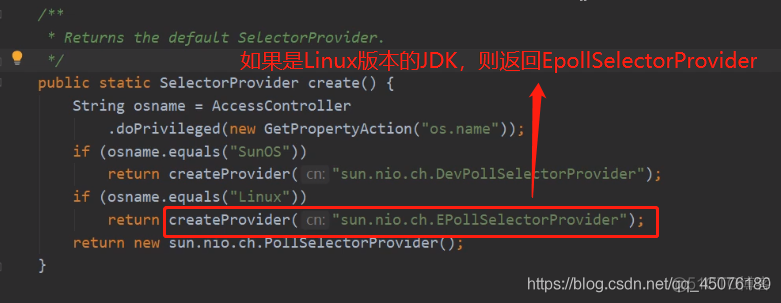 /**
* Returns the default SelectorProvider.
*/
如果是Linux版本的JDK，则返回EpollSelectorProvider
public static SelectorProvider create() {
String osname = AccessController
.doPrivileged(new GetPropertyAction("os.name"));
if (osname.equals("SunOS"))
return createProvider( cn: "sun.nio.ch.DevPollSelectorProvider");
if (osname.equals("Linux"))
return createProvider( cn: "sun.nio.ch.EPollSelectorProvider");
return new sun.nio.ch.PollSelectorProvider();
}
https://blog.csdn.net/qq_45076180